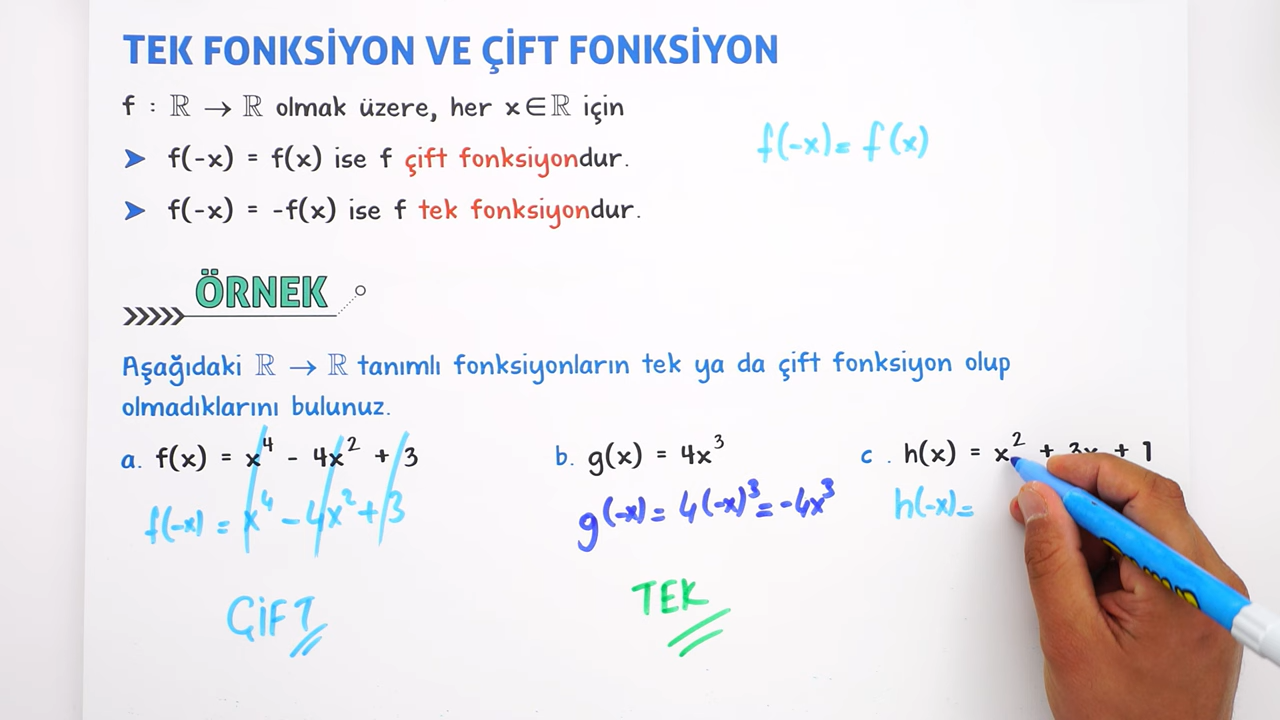 TEK FONKSİYON VE ÇİFT FONKSİYON
f : ℝ → ℝ olmak üzere, her x∈ℝ için
f(-x) = f(x)
➤ f(-x) = f(x) ise f çift fonksiyondur.
➤ f(-x) = -f(x) ise f tek fonksiyondur.
ÖRNEK
Aşağıdaki ℝ → ℝ tanımlı fonksiyonların tek ya da çift fonksiyon olup
olmadıklarını bulunuz.
a. f(x) = x⁴ - 4x² + 3
b. g(x) = 4x³
c . h(x) = x² + 3x + 1
f(-x) = x⁴ - 4x² + 3
g(-x) = 4(-x)³ = -4x³
h(-x) =
ÇİFT
TEK